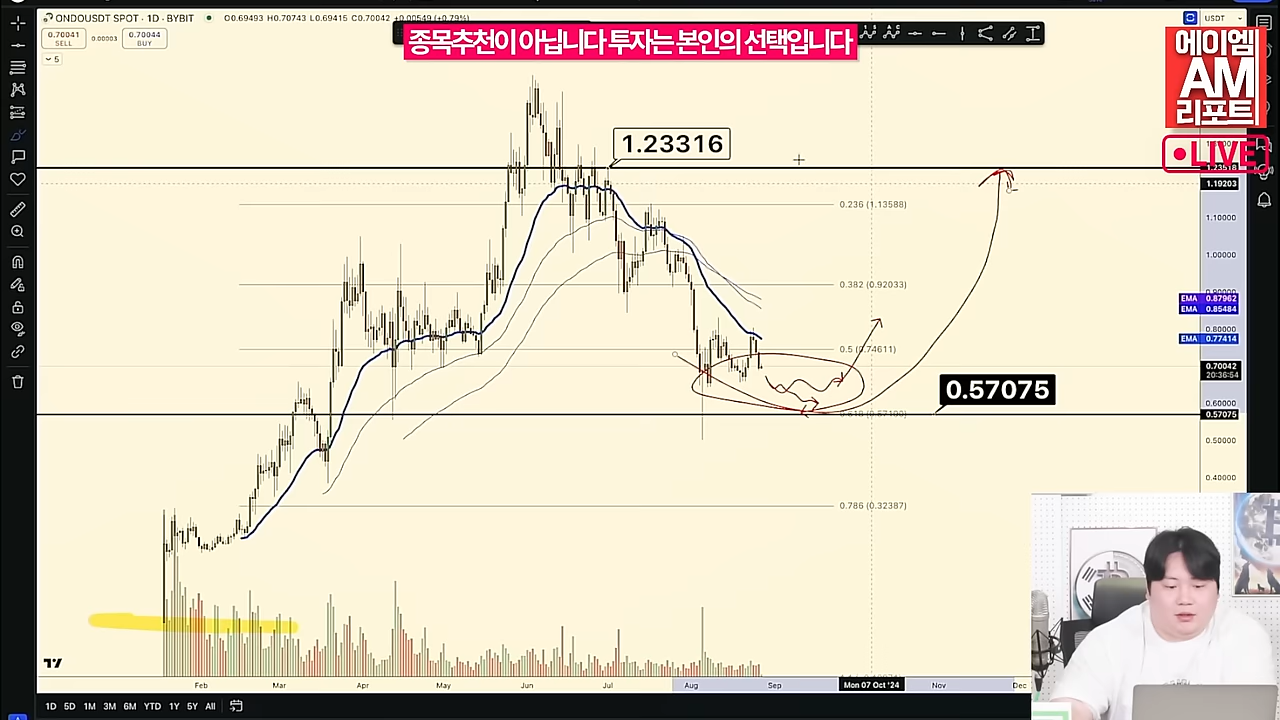 ONDOUSDT SPOT · 1D · BYBIT
O0.69493 H0.70743 L0.69415 C0.70042 +0.00549 (+0.79%)
USDT
0.70041
SELL
0.00003
0.70044
BUY
5
종목추천이 아닙니다 투자는 본인의 선택입니다
에이엠
AM
리포트
LIVE
1.23316
1.19203
0.236 (1.13588)
1.10000
1.00000
0.382 (0.92033)
EMA 0.87962
EMA 0.85484
0.80000
EMA 0.77414
0.5 (0.74611)
0.70042
20:36:54
0.57075
0.60000
0.57075
0.50000
0.40000
0.786 (0.32387)
Feb Mar Apr May Jun Jul Aug Sep Mon 07 Oct '24 Nov Dec
1D 5D 1M 3M 6M YTD 1Y 5Y All